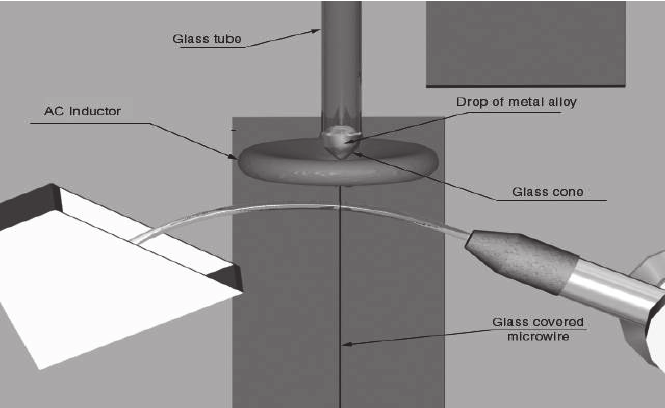 Glass tube
Drop of metal alloy
AC Inductor
Glass cone
Glass covered
microwire